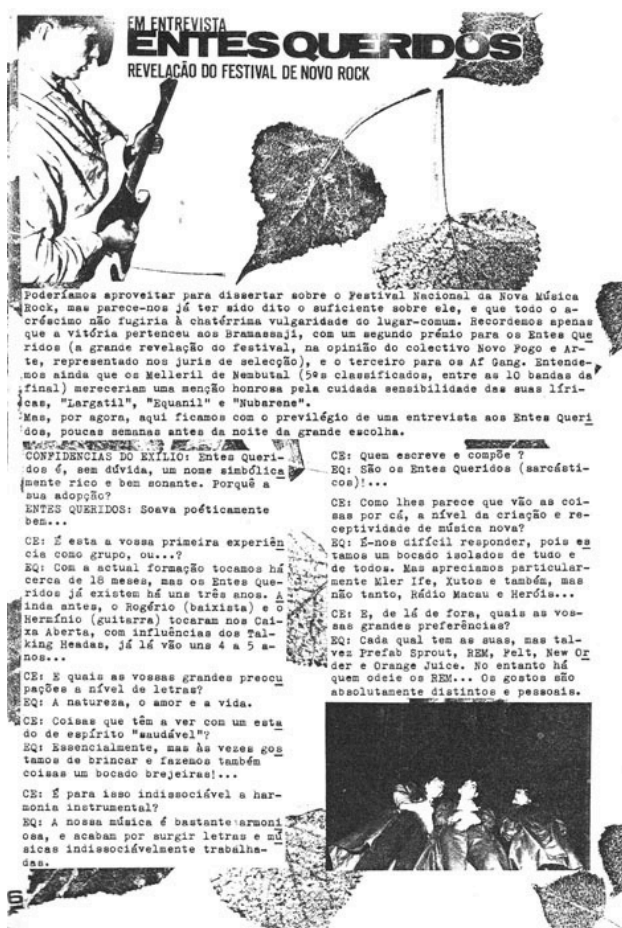 EM ENTREVISTA
ENTES QUERIDOS
REVELAÇÃO DO FESTIVAL DE NOVO ROCK
Poderíamos aproveitar para dissertar sobre o Festival Nacional da Nova Música
Rock, mas parece-nos já ter sido dito o suficiente sobre ele, e que todo o a-
créscimo não fugiria à chatérrima vulgaridade do lugar-comum. Recordemos apenas
que a vitória pertenceu aos Bramassaji, com um segundo prémio para os Entes Que
ridos (a grande revelação do festival, na opinião do colectivo Novo Pogo e Ar-
te, representado nos juris de selecção), e o terceiro para os Af Gang. Entende-
mos ainda que os Melleril de Nembutal (5ºs classificados, entre as 10 bandas da
final) mereceriam uma menção honrosa pela cuidada sensibilidade das suas líri-
cas, "Largatil", "Equanil" e "Nubarene".
Mas, por agora, aqui ficamos com o previlégio de uma entrevista aos Entes Queri
dos, poucas semanas antes da noite da grande escolha.
CONFIDENCIAS DO EXÍLIO: Entes Queri-
dos é, sem dúvida, um nome simbólica
mente rico e bem sonante. Porquê a
sua adopção?
ENTES QUERIDOS: Soava poéticamente
bem...
CE: É esta a vossa primeira experiên
cia como grupo, ou...?
EQ: Com a actual formação tocamos há
cerca de 18 meses, mas os Entes Que-
ridos já existem há uns três anos. A
inda antes, o Rogério (baixista) e o
Hermínio (guitarra) tocaram nos Cai-
xa Aberta, com influências dos Tal-
king Headas, já lá vão uns 4 a 5 a-
nos...
CE: E quais as vossas grandes preocu
pações a nível de letras?
EQ: A natureza, o amor e a vida.
CE: Coisas que têm a ver com um esta
do de espírito "saudável"?
EQ: Essencialmente, mas às vezes gos
tamos de brincar e fazemos também
coisas um bocado brejeiras!...
CE: É para isso indissociável a har-
monia instrumental?
EQ: A nossa música é bastante armoni
osa, e acabam por surgir letras e mú
sicas indissociávelmente trabalha-
das.
CE: Quem escreve e compõe ?
EQ: São os Entes Queridos (sarcásti-
cos)!...
CE: Como lhes parece que vão as coi-
sas por cá, a nível da criação e re-
ceptividade de música nova?
EQ: É-nos difícil responder, pois es
tamos um bocado isolados de tudo e
de todos. Mas apreciamos particular-
mente Mler Ife, Xutos e também, mas
não tanto, Rádio Macau e Heróis...
CE: E, de lá de fora, quais as vos-
sas grandes preferências?
EQ: Cada qual tem as suas, mas tal-
vez Prefab Sprout, REM, Felt, New Or
der e Orange Juice. No entanto há
quem odeie os REM... Os gostos são
absolutamente distintos e pessoais.